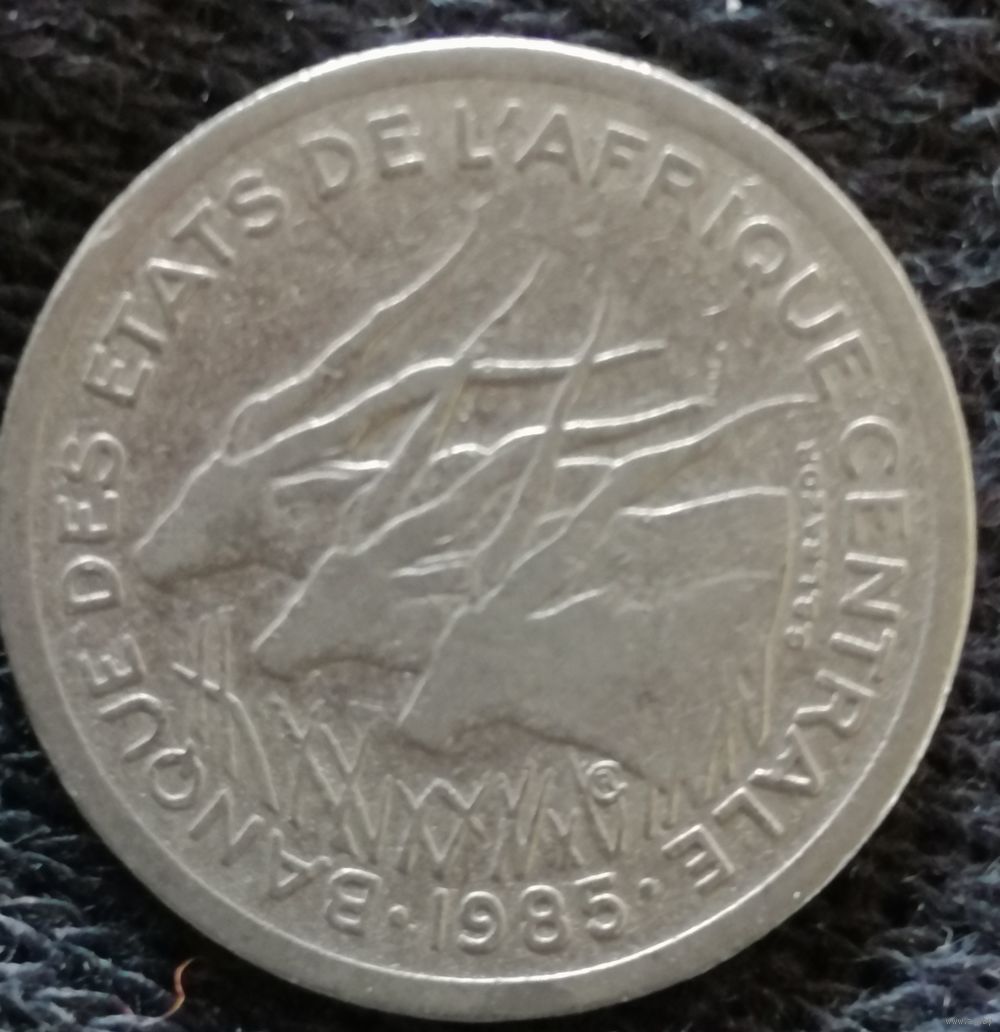 BANQUE DES ETATS DE L'AFRIQUE CENTRALE
· 1985 ·